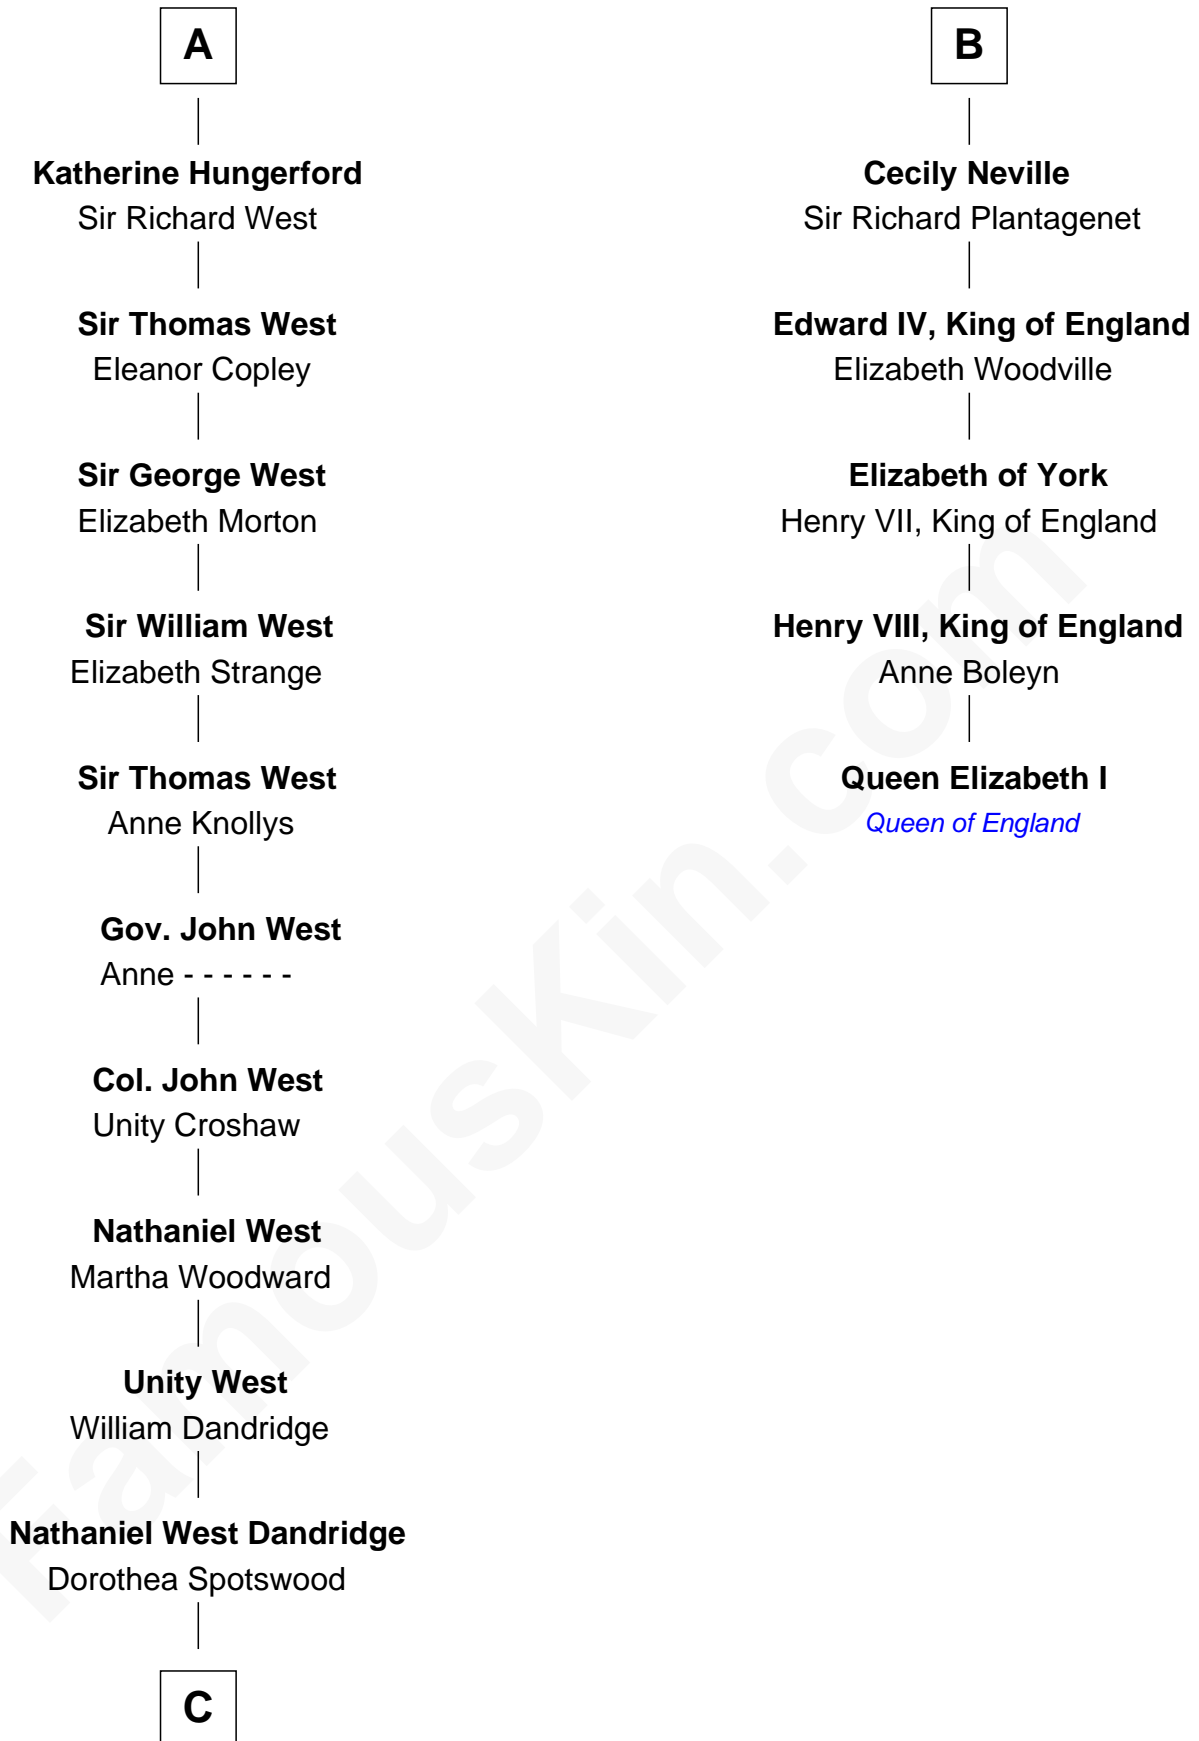 A
Katherine Hungerford
Sir Richard West
Sir Thomas West
Eleanor Copley
Sir George West
Elizabeth Morton
Sir William West
Elizabeth Strange
Sir Thomas West
Anne Knollys
Gov. John West
Anne - - - - - -
Col. John West
Unity Croshaw
Nathaniel West
Martha Woodward
Unity West
William Dandridge
Nathaniel West Dandridge
Dorothea Spotswood
C
B
Cecily Neville
Sir Richard Plantagenet
Edward IV, King of England
Elizabeth Woodville
Elizabeth of York
Henry VII, King of England
Henry VIII, King of England
Anne Boleyn
Queen Elizabeth I
Queen of England
FamousKin.com